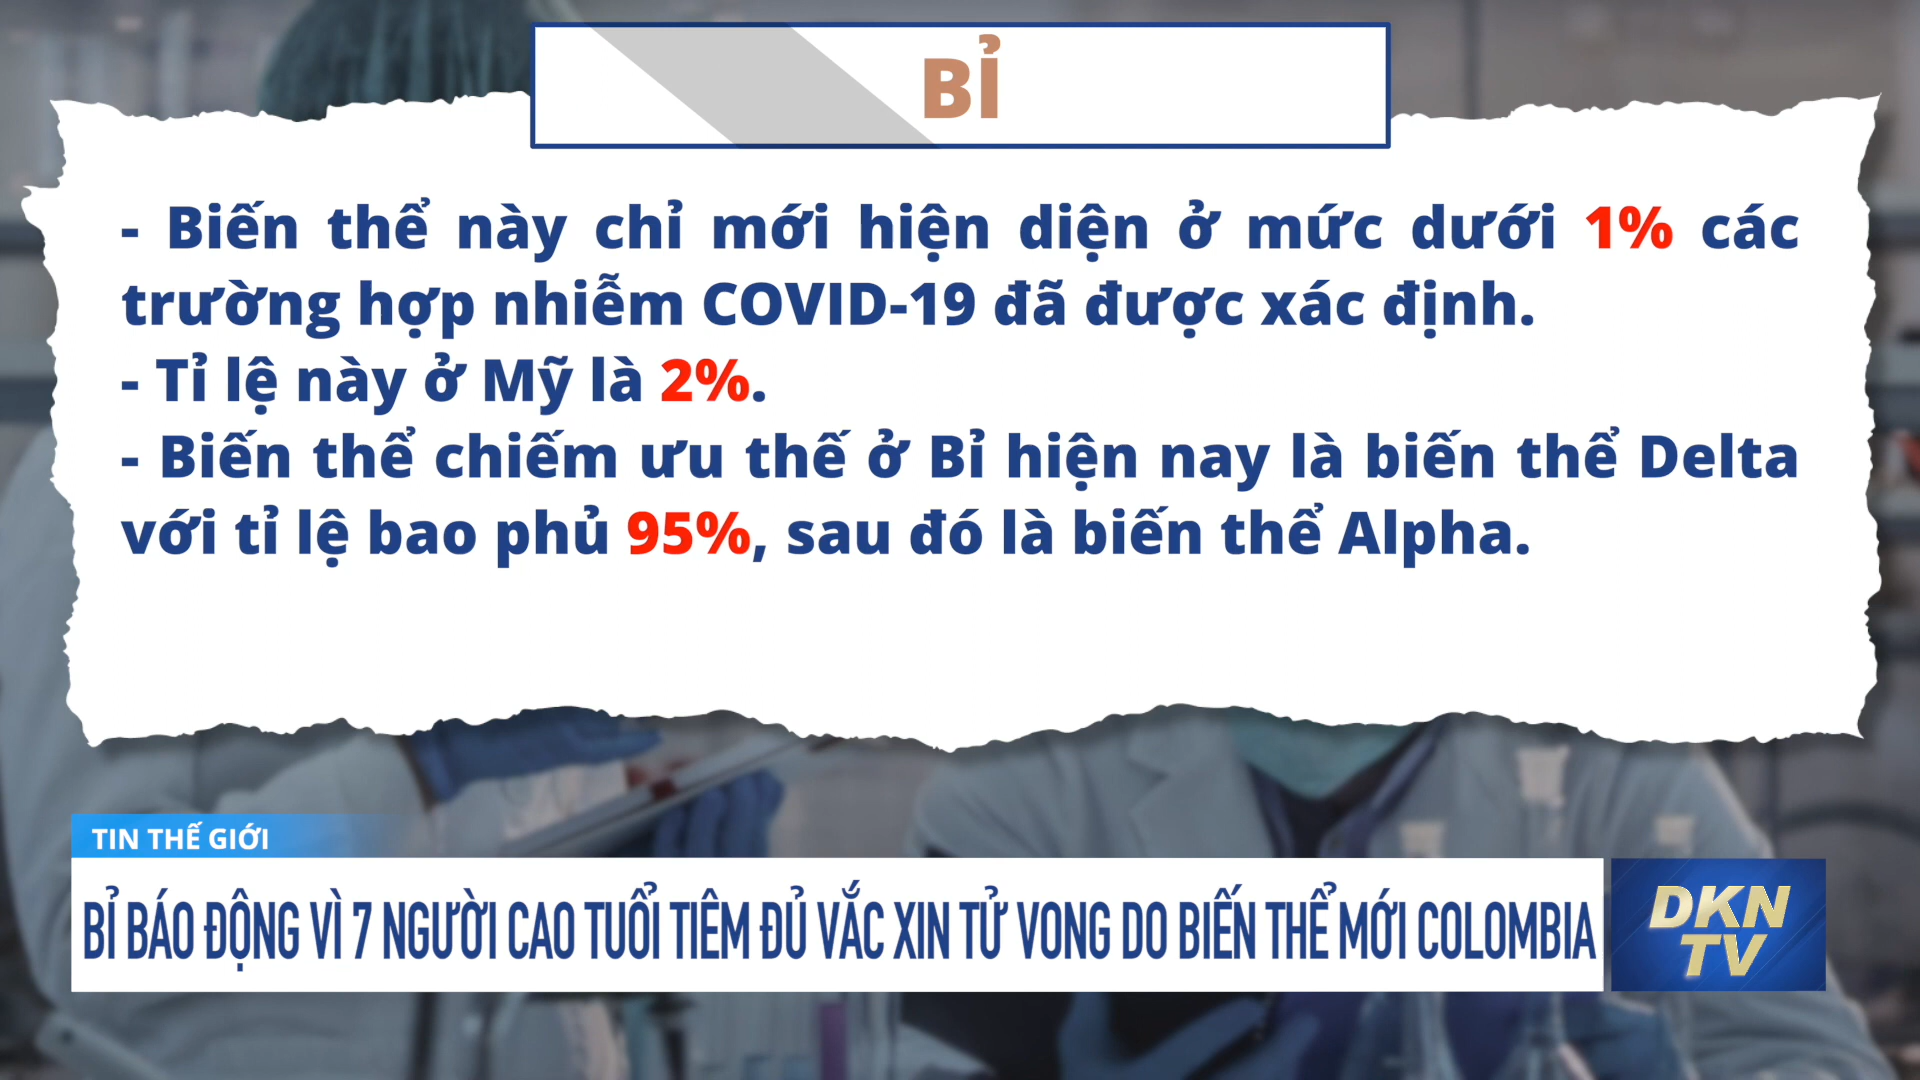 BỈ
- Biến thể này chỉ mới hiện diện ở mức dưới 1% các
trường hợp nhiễm COVID-19 đã được xác định.
- Tỉ lệ này ở Mỹ là 2%.
- Biến thể chiếm ưu thế ở Bỉ hiện nay là biến thể Delta
với tỉ lệ bao phủ 95%, sau đó là biến thể Alpha.
TIN THẾ GIỚI
BỈ BÁO ĐỘNG VÌ 7 NGƯỜI CAO TUỔI TIÊM ĐỦ VẮC XIN TỬ VONG DO BIẾN THỂ MỚI COLOMBIA
DKN
TV